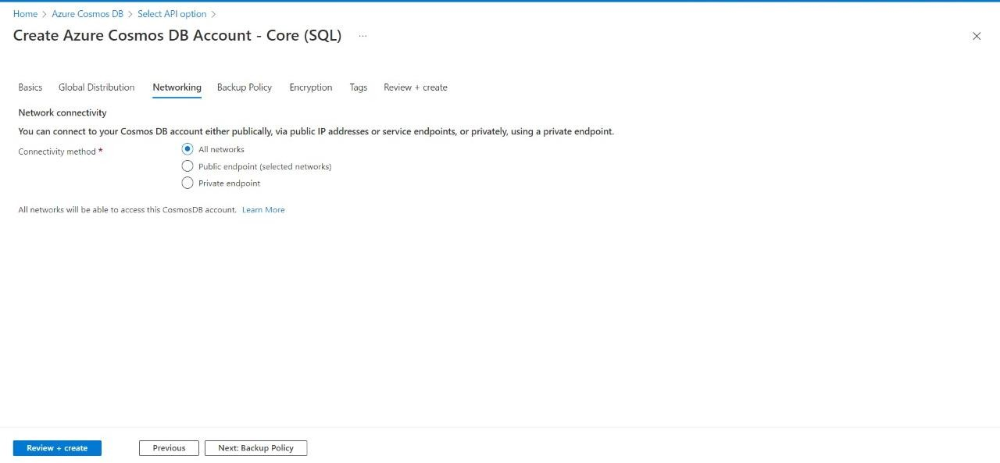 Home > Azure Cosmos DB > Select API option >
Create Azure Cosmos DB Account - Core (SQL) ...
Basics Global Distribution Networking Backup Policy Encryption Tags Review + create
Network connectivity
You can connect to your Cosmos DB account either publically, via public IP addresses or service endpoints, or privately, using a private endpoint.
Connectivity method *
All networks
Public endpoint (selected networks)
Private endpoint
All networks will be able to access this CosmosDB account. Learn More
Review + create Previous Next: Backup Policy